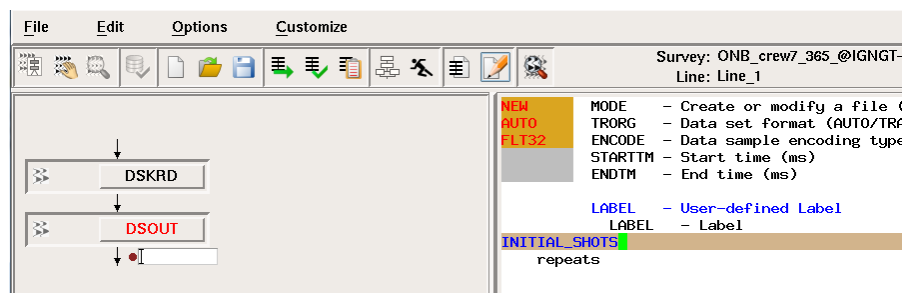 File Edit Options Customize
Survey: ONB_crew7_365_@IGNGT-
Line: Line_1
DSKRD
DSOUT
NEW MODE - Create or modify a file (
AUTO TRORG - Data set format (AUTO/TRA
FLT32 ENCODE - Data sample encoding type
STARTTM - Start time (ms)
ENDTM - End time (ms)
LABEL - User-defined Label
LABEL - Label
INITIAL_SHOTS
repeats